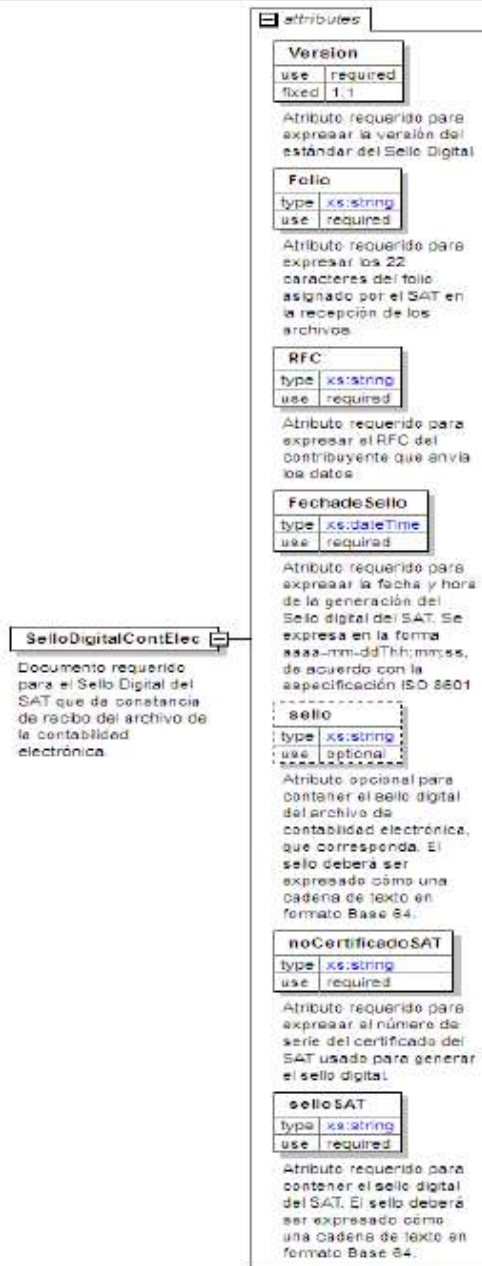 attributes
Version
use required
fixed 1.1
Atributo requerido para
expresar la versión del
estándar del Sello Digital
Folio
type xs:string
use required
Atributo requerido para
expresar los 22
caracteres del folio
asignado por el SAT en
la recepción de los
archivos
RFC
type xs:string
use required
Atributo requerido para
expresar el RFC del
contribuyente que envía
los datos
FechadeSello
type xs:dateTime
use required
Atributo requerido para
expresar la fecha y hora
de la generación del
Sello digital del SAT. Se
expresa en la forma
aaaa-mm-ddThh:mm:ss,
de acuerdo con la
especificación ISO 8601
SelloDigitalContElec
Documento requerido
para el Sello Digital del
SAT que da constancia
de recibo del archivo de
la contabilidad
electrónica.
sello
type xs:string
use optional
Atributo opcional para
contener el sello digital
del archivo de
contabilidad electrónica,
que corresponda. El
sello deberá ser
expresado cómo una
cadena de texto en
formato Base 64.
noCertificadoSAT
type xs:string
use required
Atributo requerido para
expresar el número de
serie del certificado del
SAT usado para generar
el sello digital.
selloSAT
type xs:string
use required
Atributo requerido para
contener el sello digital
del SAT. El sello deberá
ser expresado cómo
una cadena de texto en
formato Base 64.